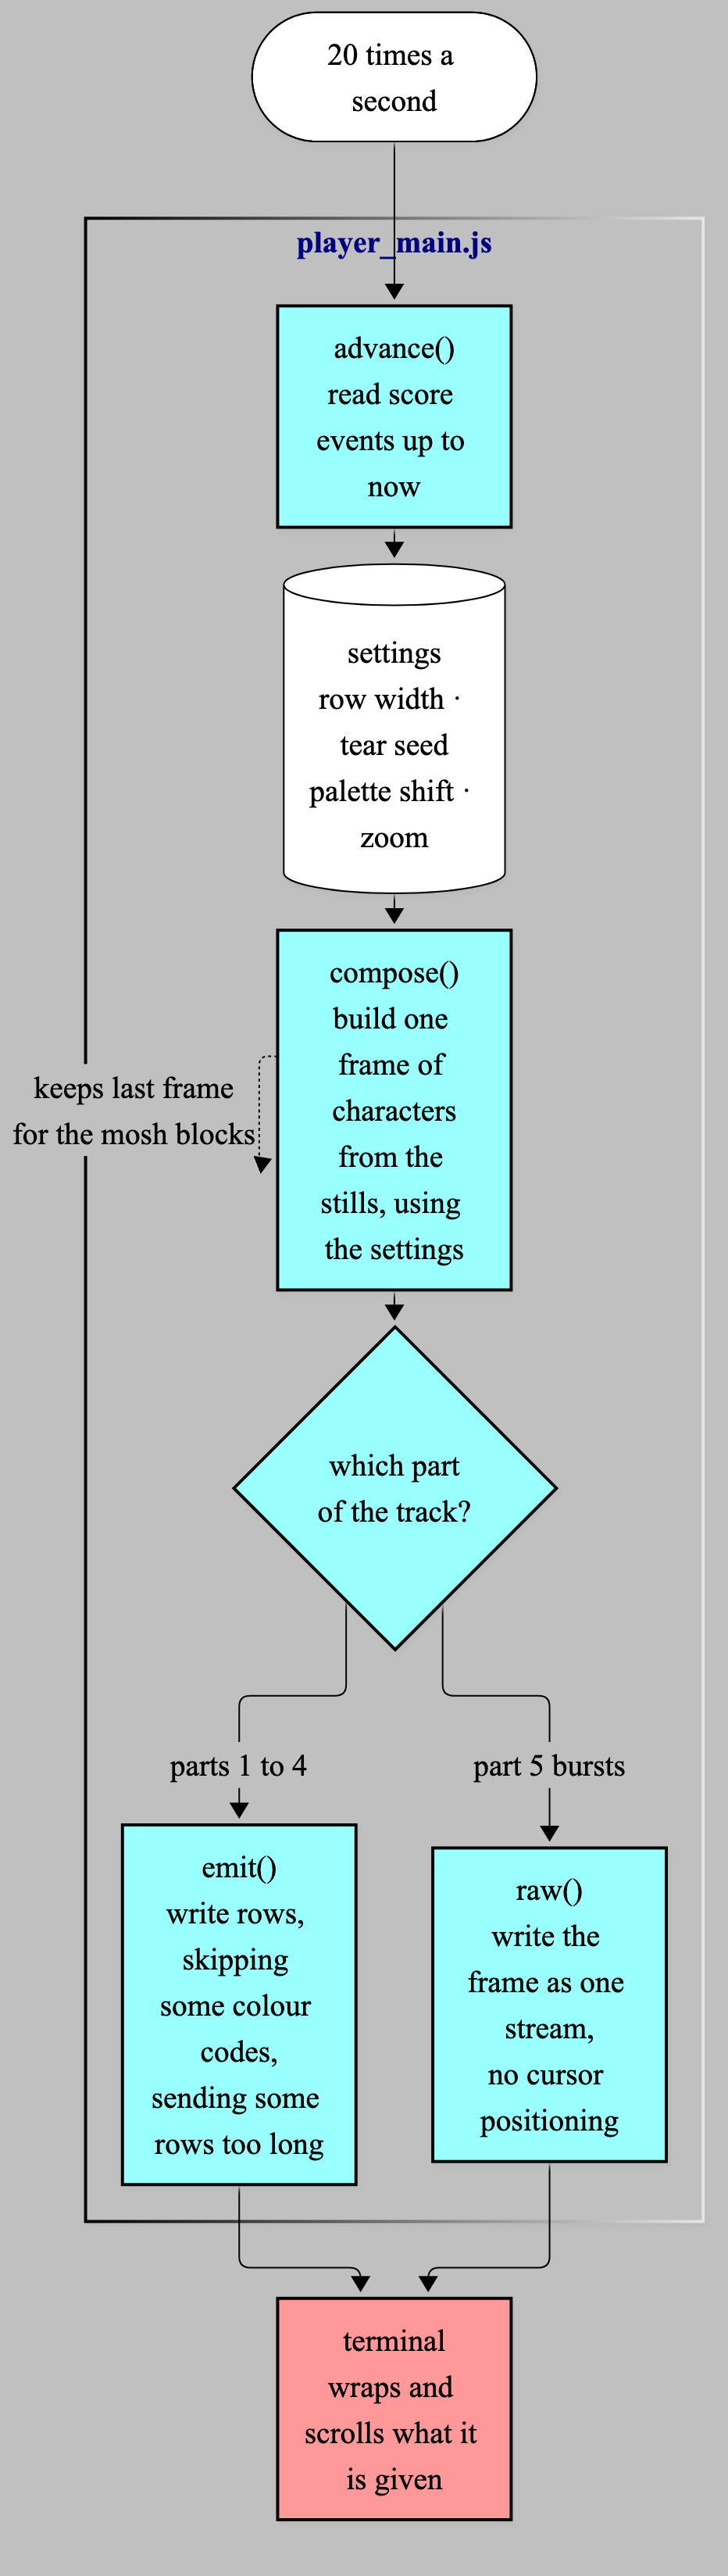 20 times a
second
player_main.js
advance()
read score
events up to
now
settings
row width ·
tear seed
palette shift ·
zoom
compose()
build one
frame of
characters
from the
stills, using
the settings
keeps last frame
for the mosh blocks
which part
of the track?
parts 1 to 4
part 5 bursts
emit()
write rows,
skipping
some colour
codes,
sending some
rows too long
raw()
write the
frame as one
stream,
no cursor
positioning
terminal
wraps and
scrolls what it
is given